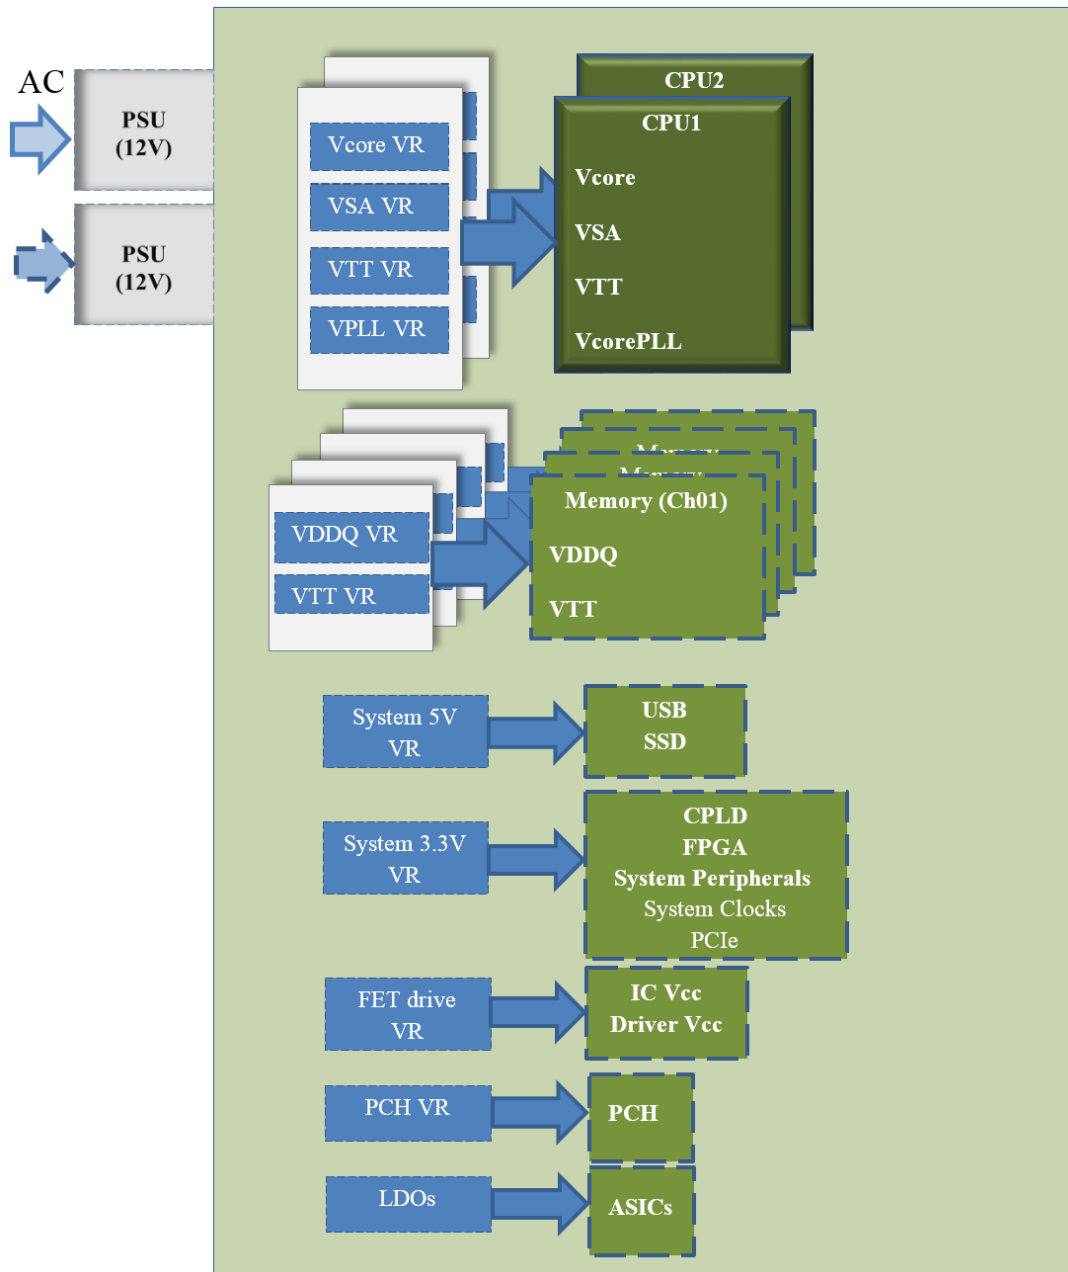 AC
PSU
(12V)
PSU
(12V)
Vcore VR
VSA VR
VTT VR
VPLL VR
CPU2
CPU1
Vcore
VSA
VTT
VcorePLL
VDDQ VR
VTT VR
Memory
Memory
Memory (Ch01)
VDDQ
VTT
System 5V
VR
USB
SSD
System 3.3V
VR
CPLD
FPGA
System Peripherals
System Clocks
PCIe
FET drive
VR
IC Vcc
Driver Vcc
PCH VR
PCH
LDOs
ASICs